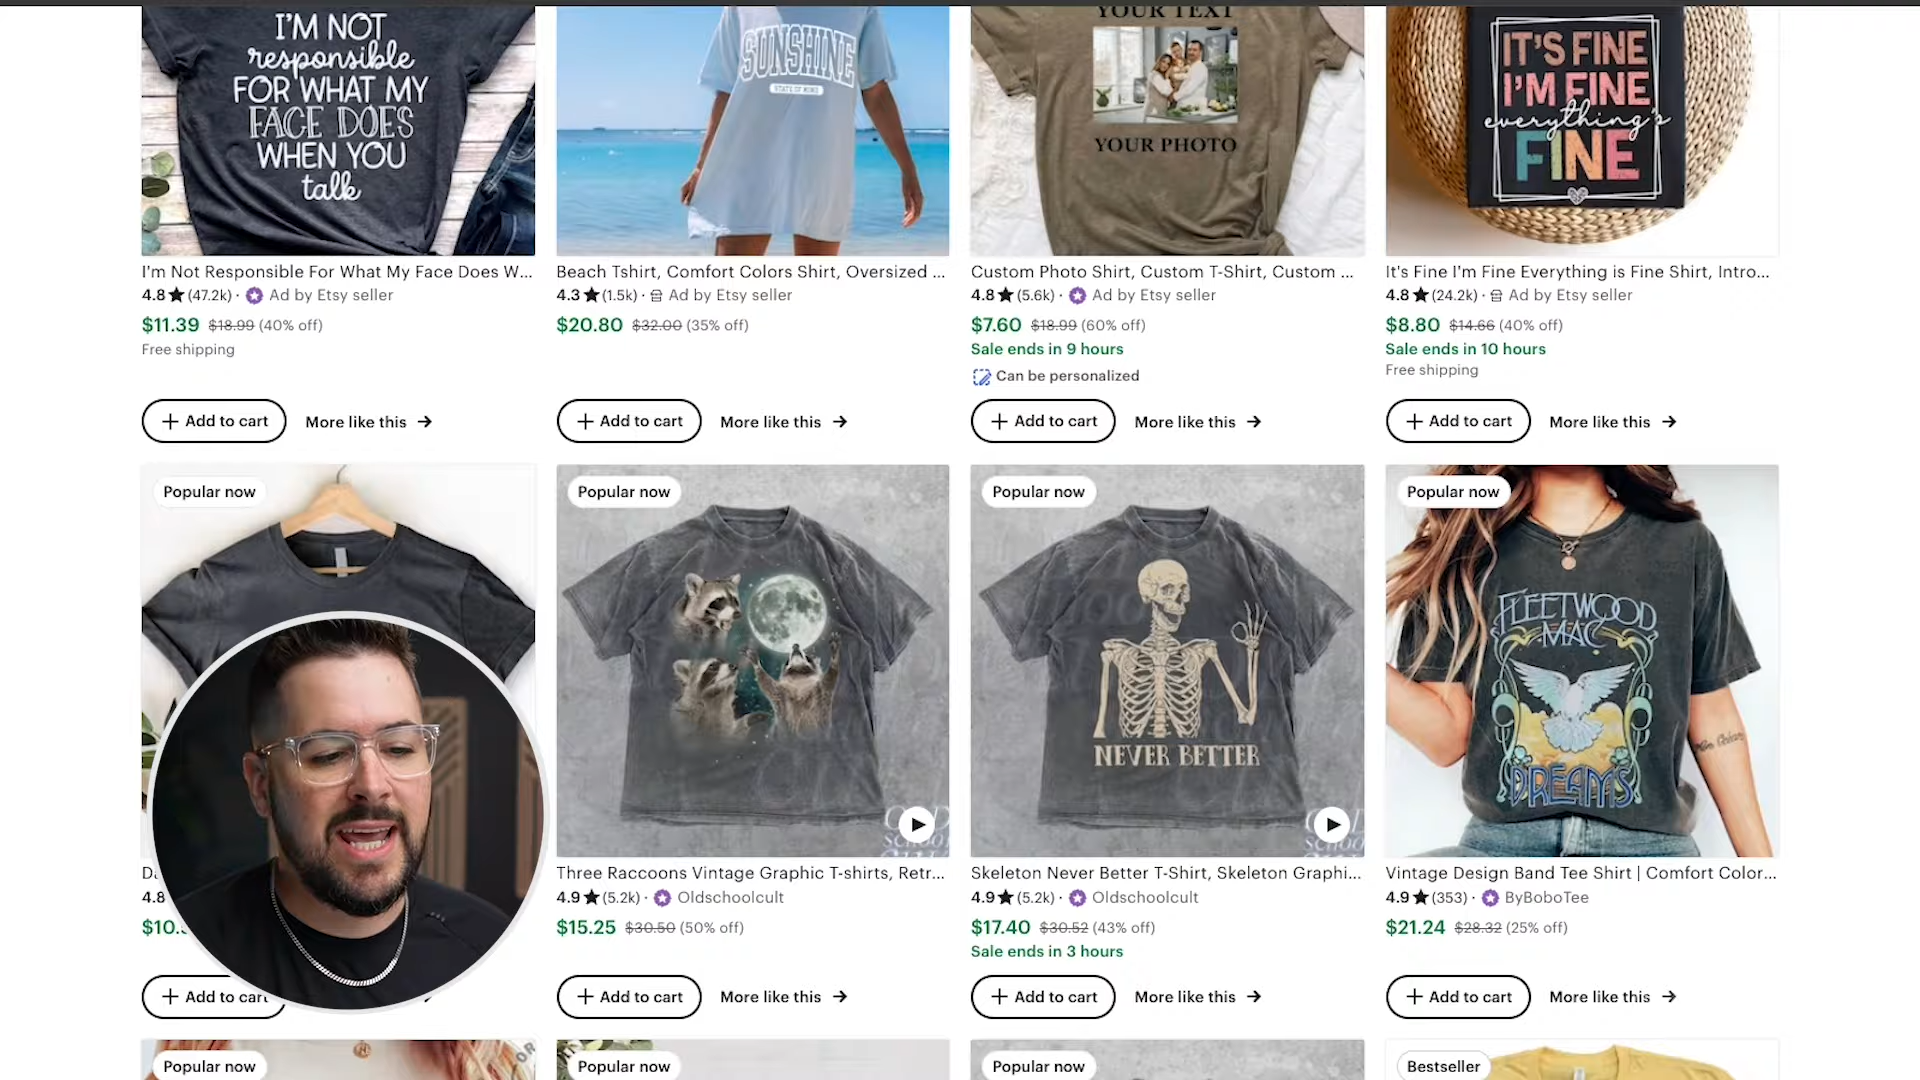 I'M NOT
responsible
FOR WHAT MY
FACE DOES
WHEN YOU
talk
SUNSHINE
STATE OF MIND
YOUR TEXT
YOUR PHOTO
IT'S FINE
I'M FINE
everything's
FINE
I'm Not Responsible For What My Face Does W...
4.8 ★ (47.2k) · Ad by Etsy seller
$11.39 $18.99 (40% off)
Free shipping
+ Add to cart More like this →
Beach Tshirt, Comfort Colors Shirt, Oversized ...
4.3 ★ (1.5k) · Ad by Etsy seller
$20.80 $32.00 (35% off)
+ Add to cart More like this →
Custom Photo Shirt, Custom T-Shirt, Custom ...
4.8 ★ (5.6k) · Ad by Etsy seller
$7.60 $18.99 (60% off)
Sale ends in 9 hours
Can be personalized
+ Add to cart More like this →
It's Fine I'm Fine Everything is Fine Shirt, Intro...
4.8 ★ (24.2k) · Ad by Etsy seller
$8.80 $14.66 (40% off)
Sale ends in 10 hours
Free shipping
+ Add to cart More like this →
Popular now
4.8
$10.
+ Add to cart
Popular now
Three Raccoons Vintage Graphic T-shirts, Retr...
4.9 ★ (5.2k) · Oldschoolcult
$15.25 $30.50 (50% off)
+ Add to cart More like this →
Popular now
NEVER BETTER
Skeleton Never Better T-Shirt, Skeleton Graphi...
4.9 ★ (5.2k) · Oldschoolcult
$17.40 $30.52 (43% off)
Sale ends in 3 hours
+ Add to cart More like this →
Popular now
FLEETWOOD
MAC
DREAMS
Vintage Design Band Tee Shirt | Comfort Color...
4.9 ★ (353) · ByBoboTee
$21.24 $28.32 (25% off)
+ Add to cart More like this →
Popular now
Popular now
Popular now
Bestseller